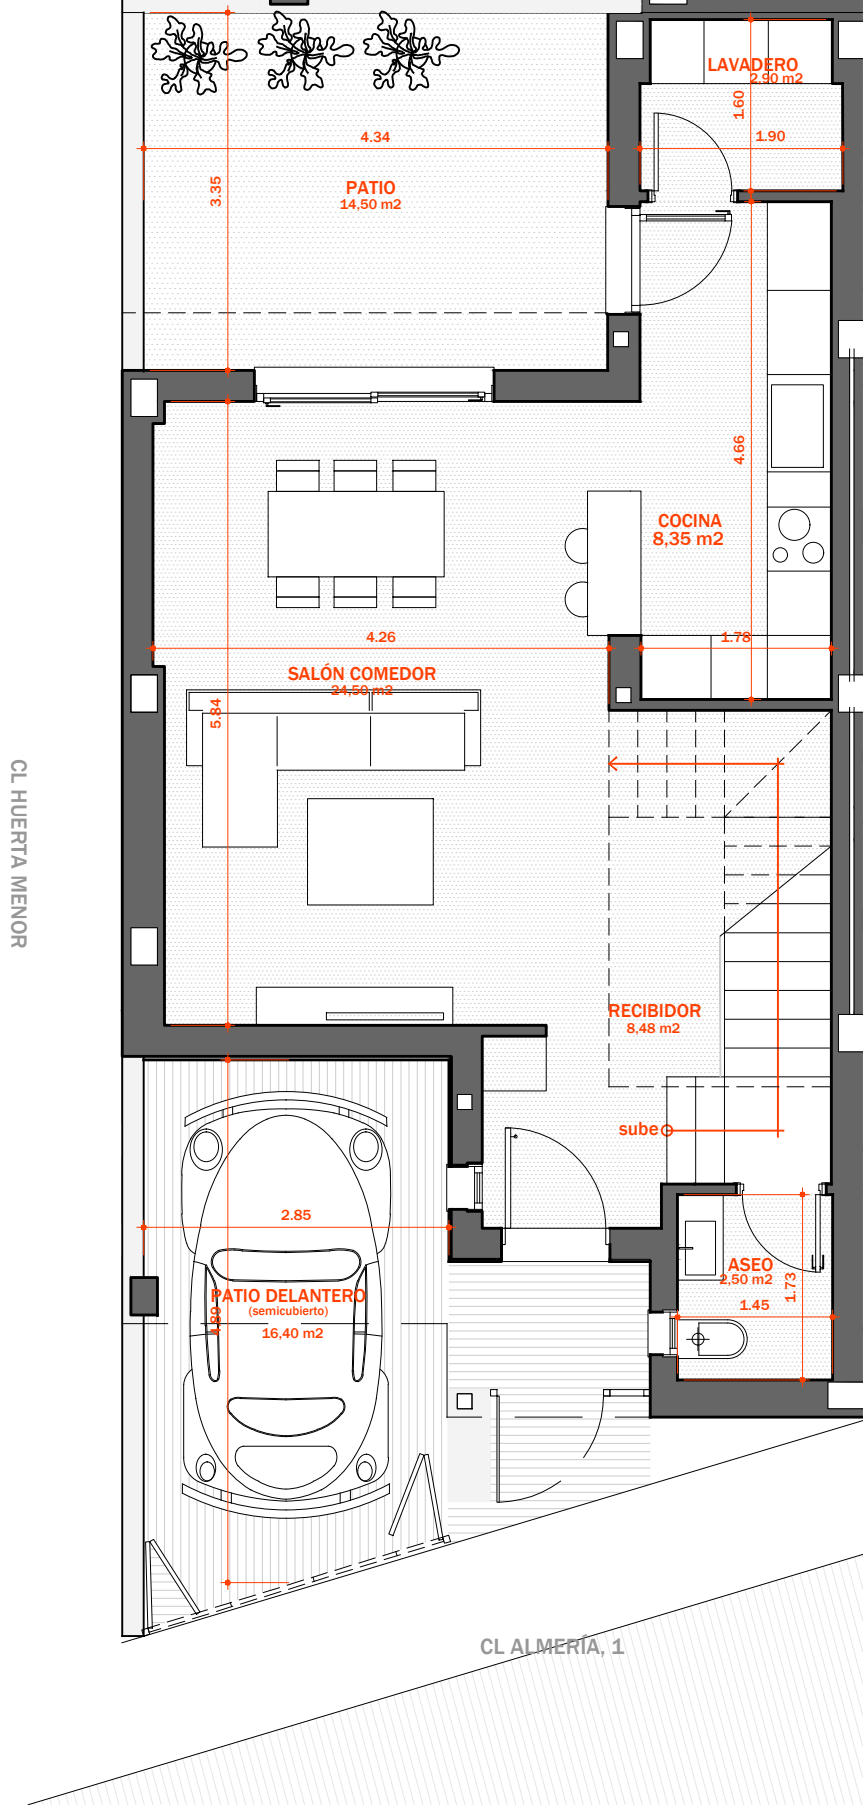 LAVADERO
2,90 m2
1.60
1.90
4.34
3.35
PATIO
14,50 m2
4.66
COCINA
8,35 m2
1.78
4.26
SALÓN COMEDOR
24,50 m2
5.84
CL HUERTA MENOR
RECIBIDOR
8,48 m2
sube
2.85
PATIO DELANTERO
(semicubierto)
16,40 m2
4.89
ASEO
2,50 m2
1.73
1.45
CL ALMERÍA, 1